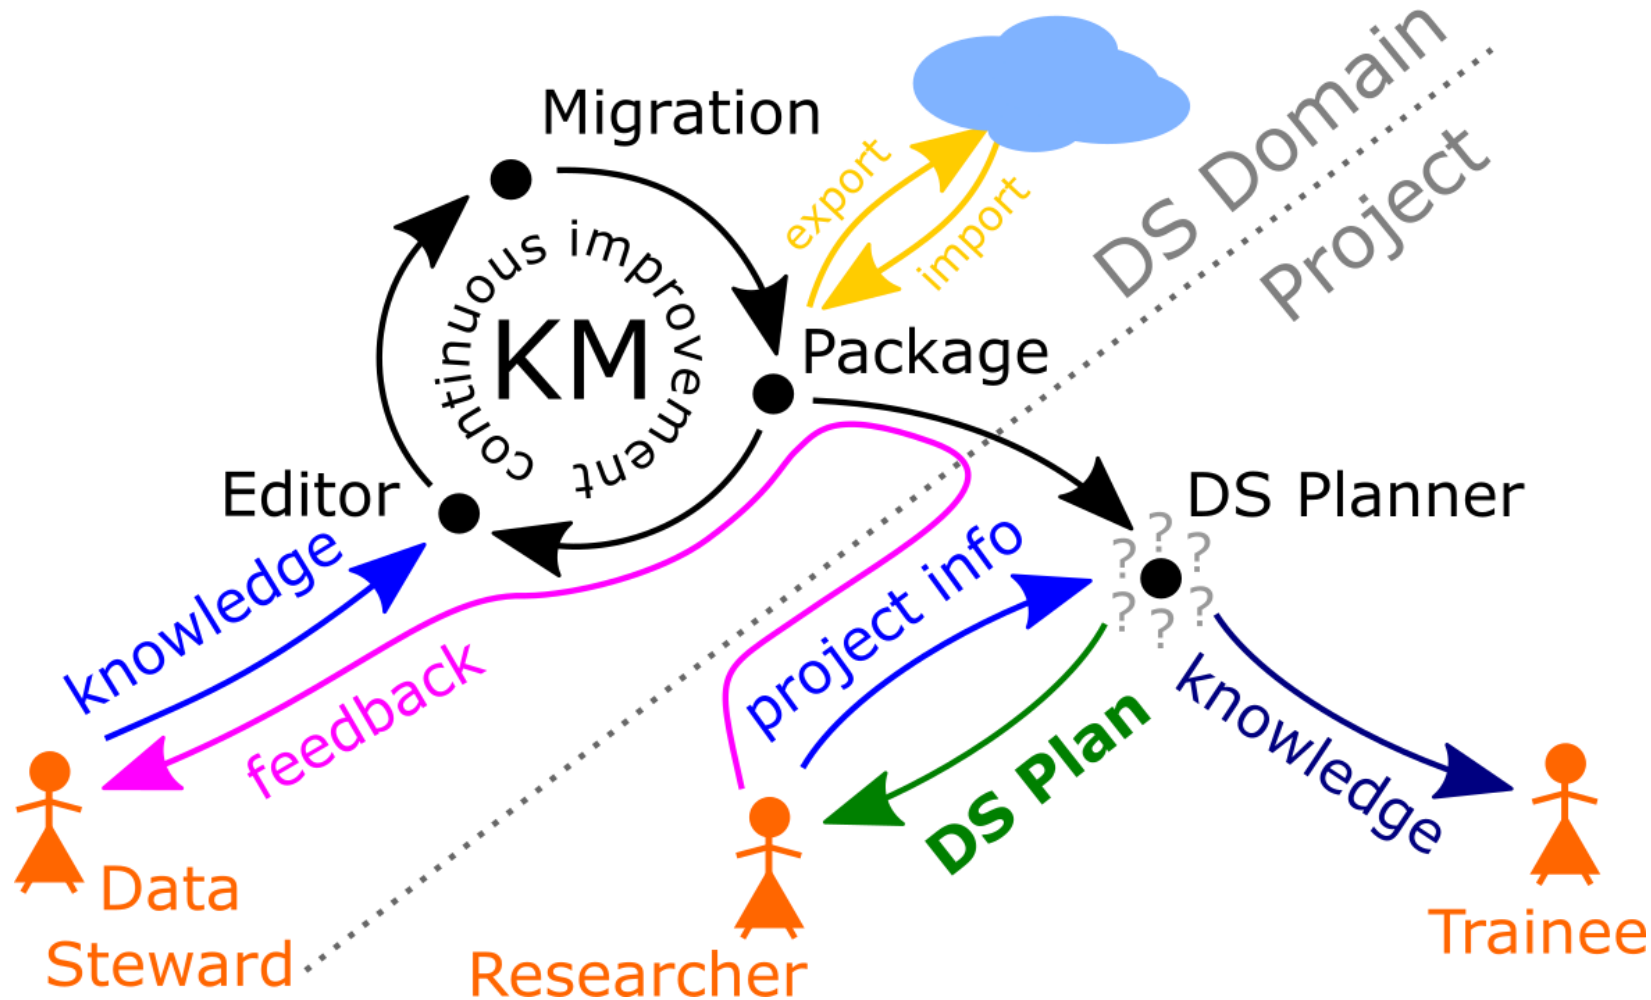 Migration
export
import
DS Domain
Project
continuous improvement
KM
Package
Editor
DS Planner
? ? ? ? ? ?
knowledge
feedback
project info
DS Plan
knowledge
Data
Steward
Researcher
Trainee